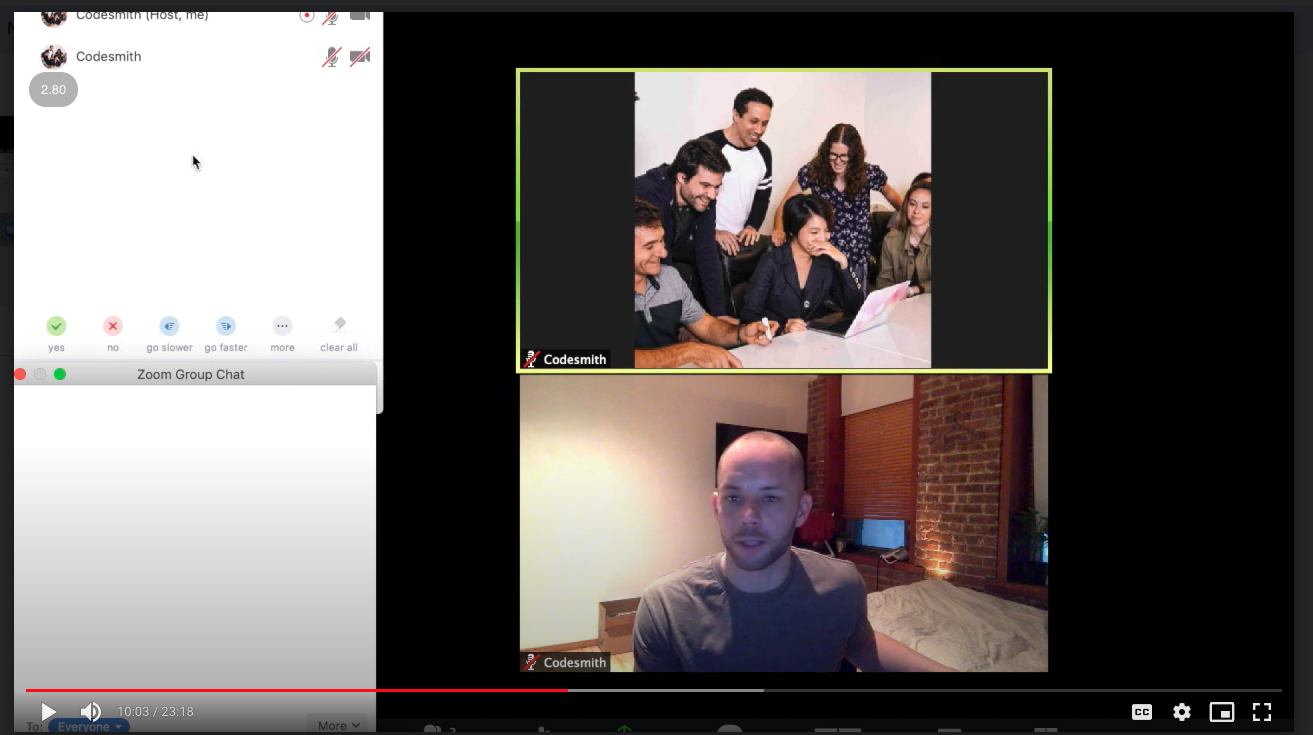 Codesmith (Host, me)
Codesmith
2.80
yes
no
go slower
go faster
more
clear all
Zoom Group Chat
Codesmith
Codesmith
10:03 / 23:18
CC
To: Everyone
More